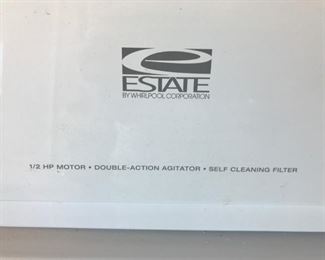 ESTATE
BY WHIRLPOOL CORPORATION
1/2 HP MOTOR • DOUBLE-ACTION AGITATOR • SELF CLEANING FILTER